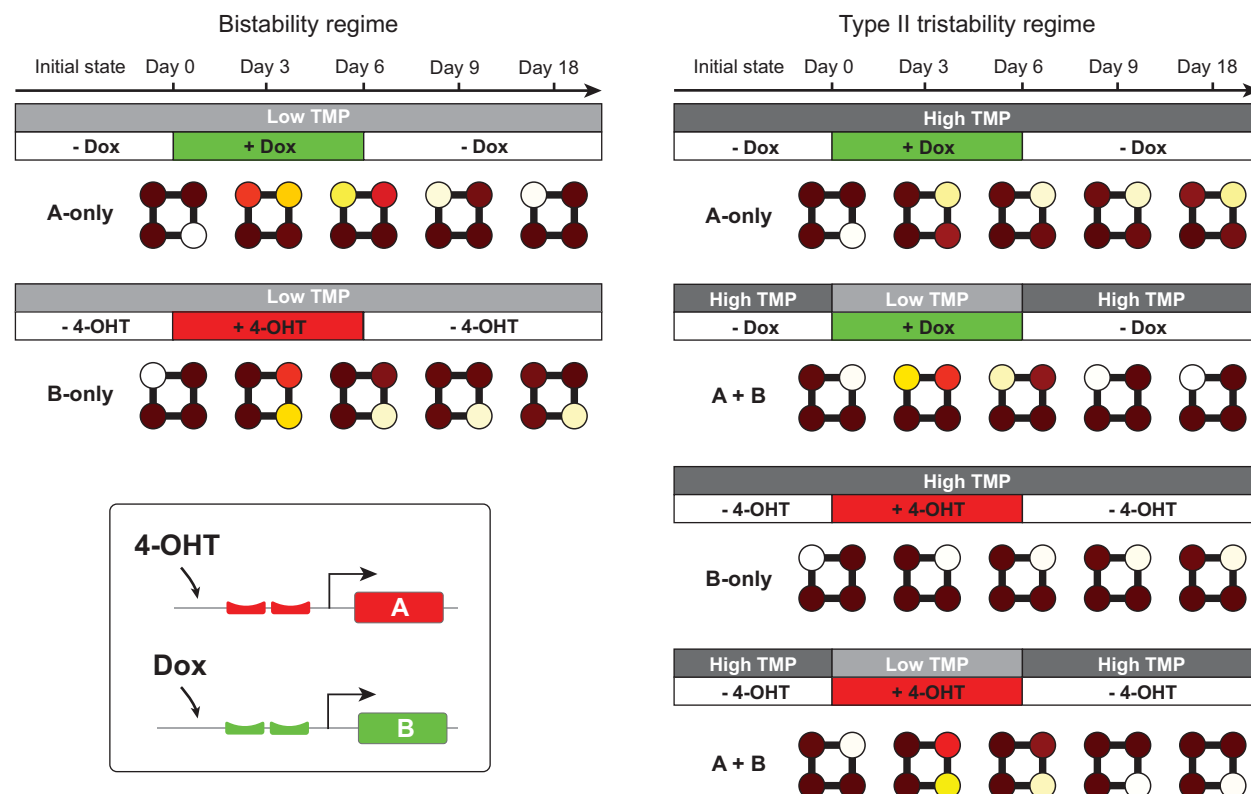 Bistability regime
Initial state Day 0 Day 3 Day 6 Day 9 Day 18
Low TMP
- Dox + Dox - Dox
A-only
Low TMP
- 4-OHT + 4-OHT - 4-OHT
B-only
4-OHT
A
Dox
B
Type II tristability regime
Initial state Day 0 Day 3 Day 6 Day 9 Day 18
High TMP
- Dox + Dox - Dox
A-only
High TMP Low TMP High TMP
- Dox + Dox - Dox
A + B
High TMP
- 4-OHT + 4-OHT - 4-OHT
B-only
High TMP Low TMP High TMP
- 4-OHT + 4-OHT - 4-OHT
A + B